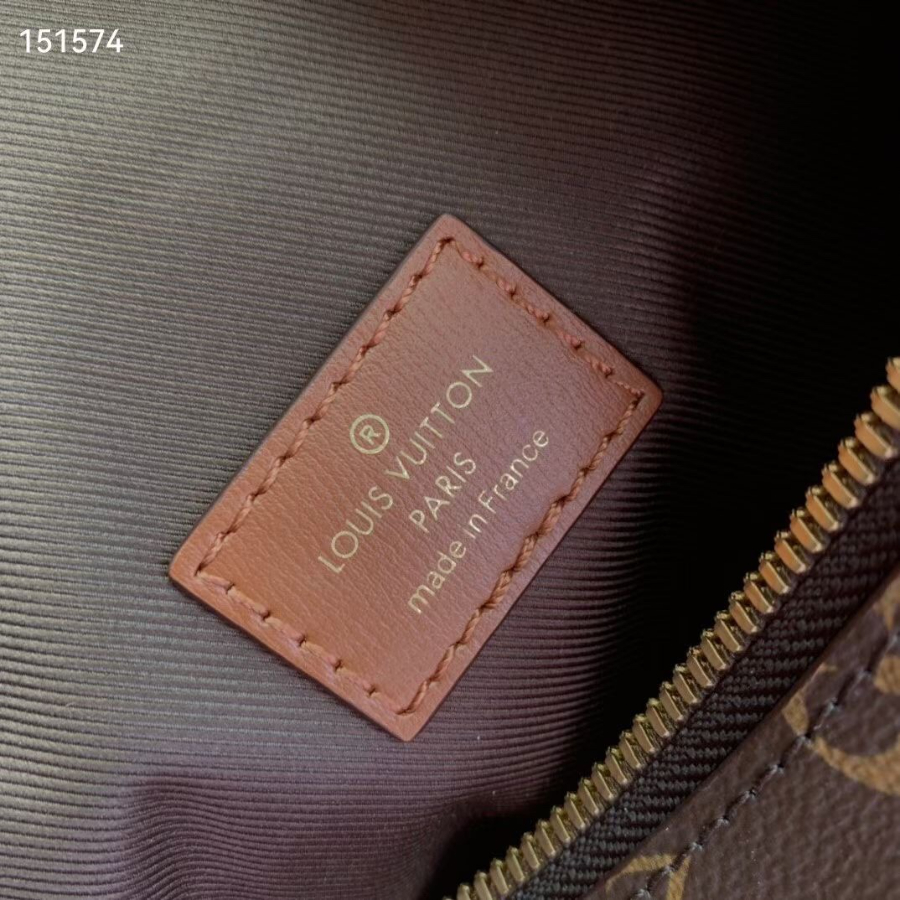 151574
®
LOUIS VUITTON
PARIS
made in France